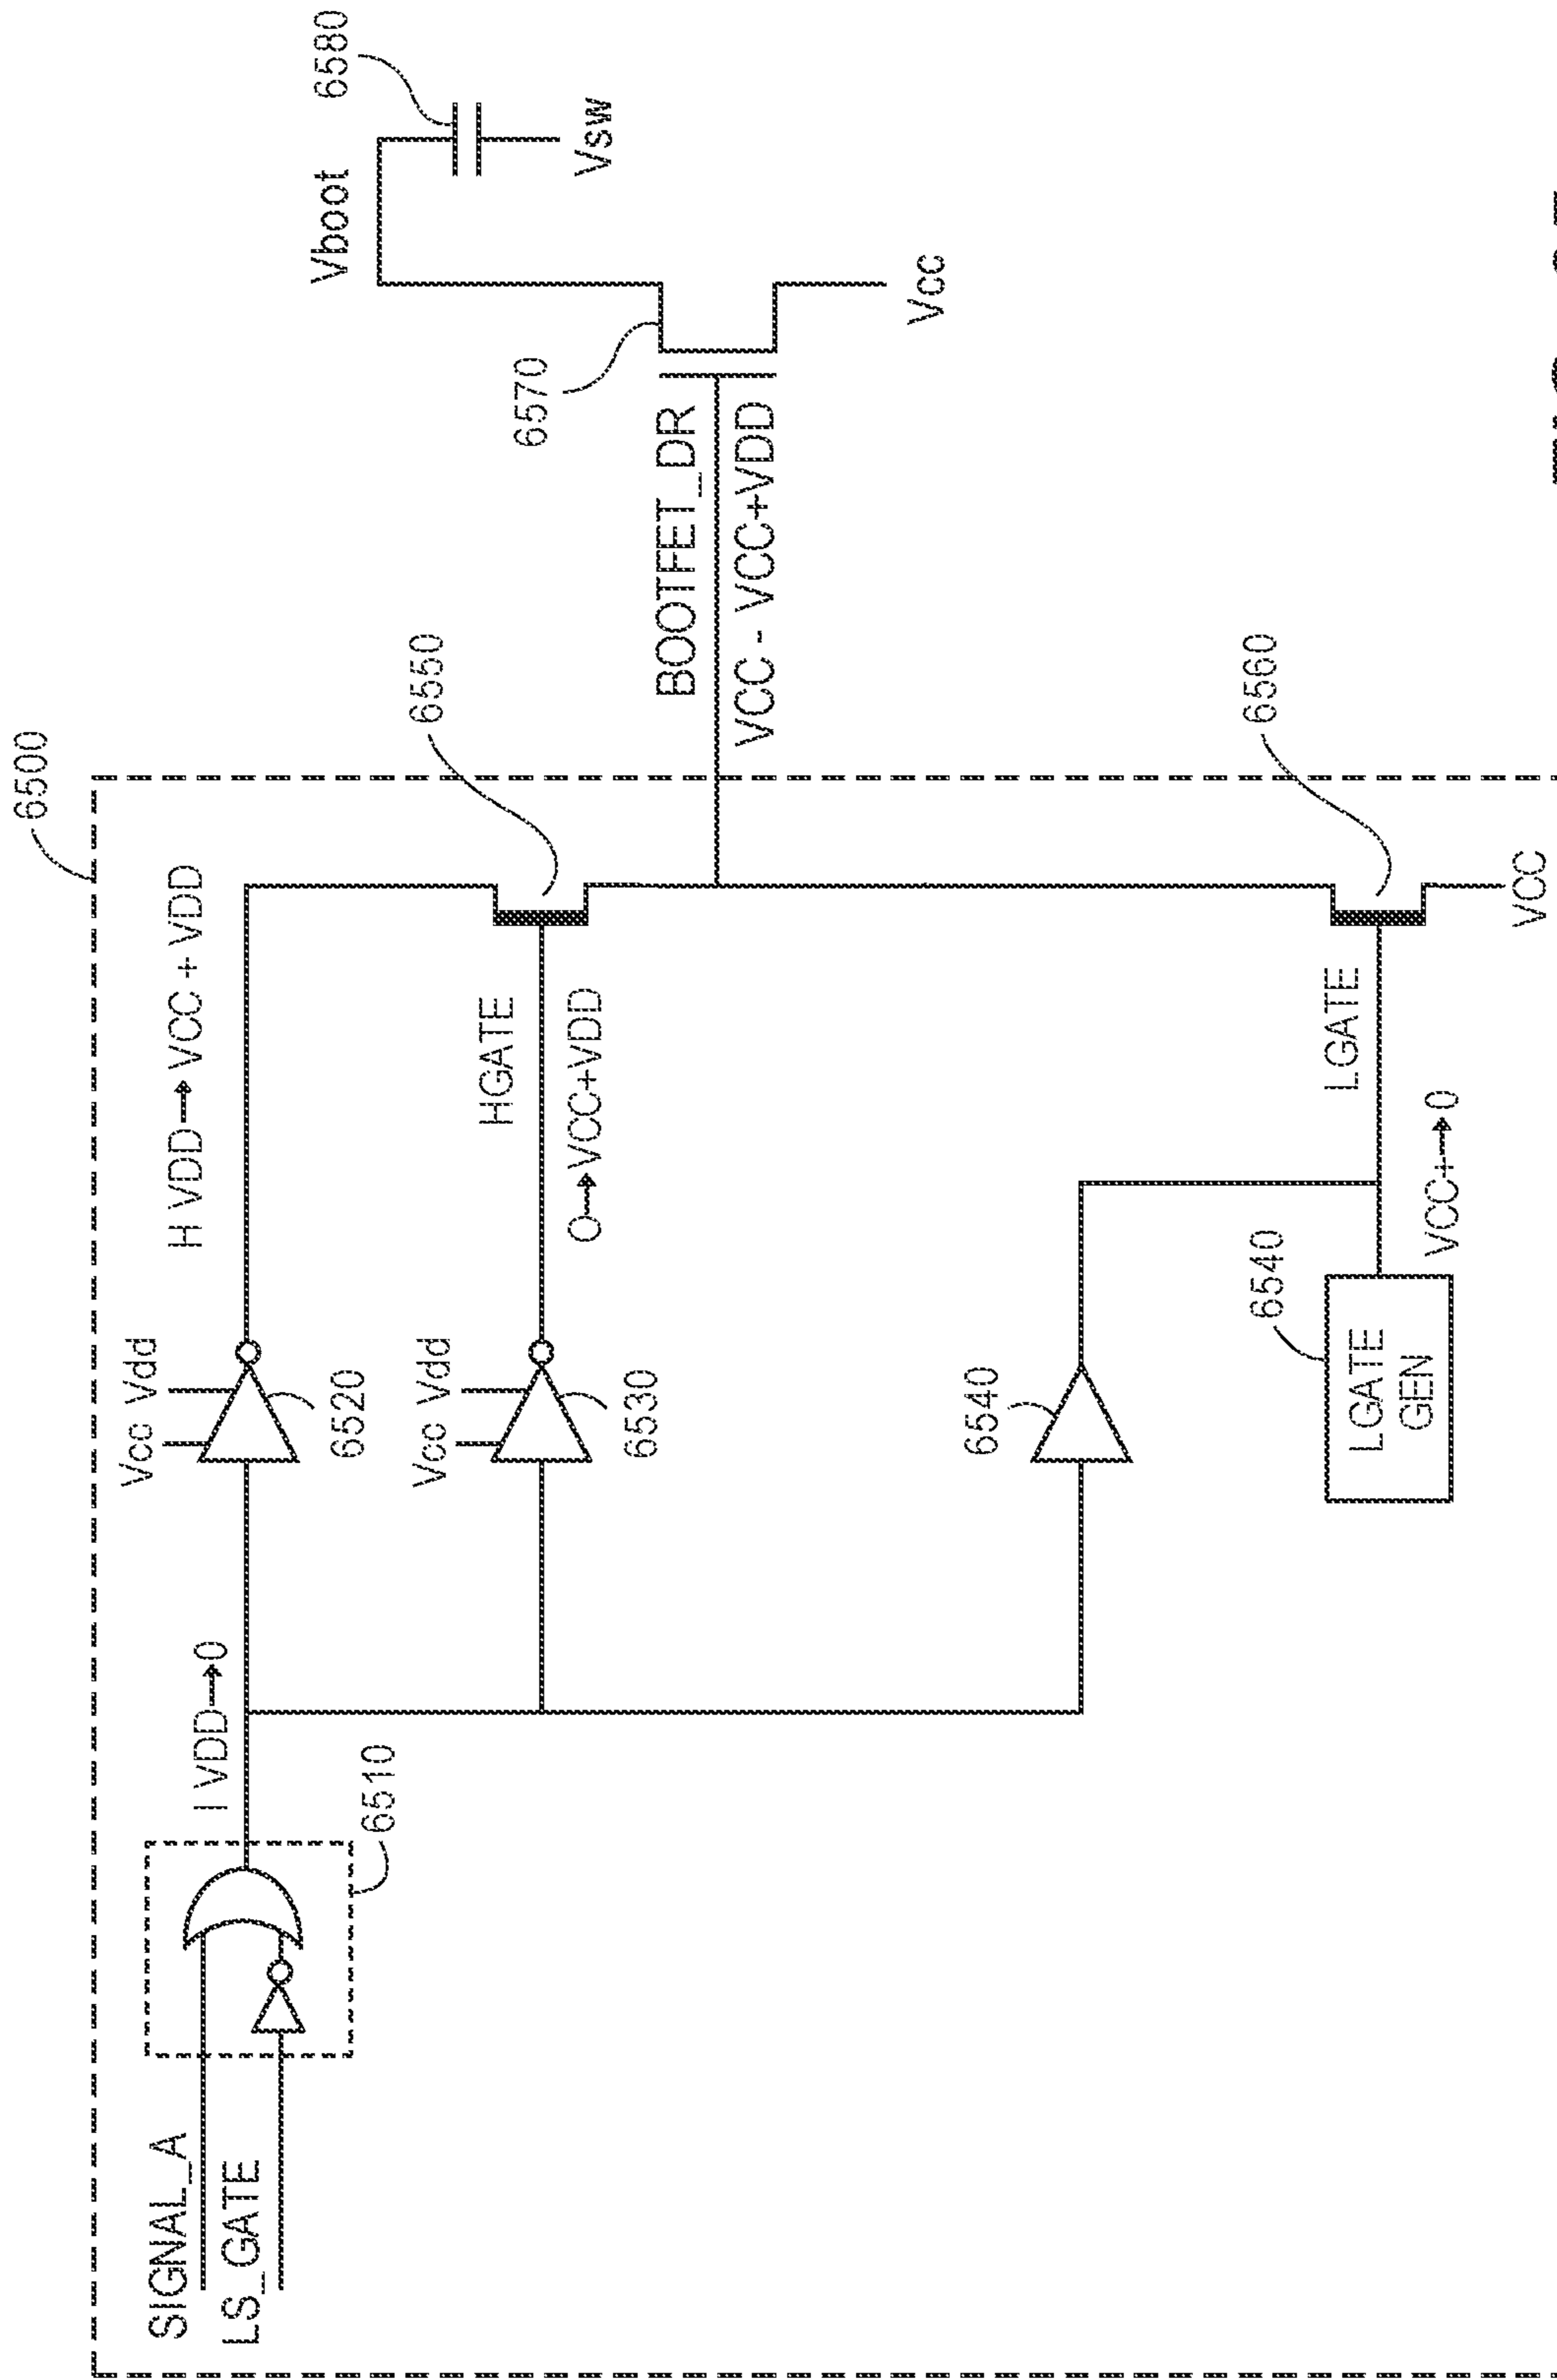 6500
SIGNAL_A
LS_GATE
6510
I VDD→0
Vcc Vdd
6520
H VDD→VCC + VDD
Vcc Vdd
6530
HGATE
O→VCC+VDD
6550
BOOTFET_DR
VCC - VCC+VDD
6570
Vboot
6580
Vsw
Vcc
6540
6540
LGATE
GEN
LGATE
VCC+→0
6560
VCC